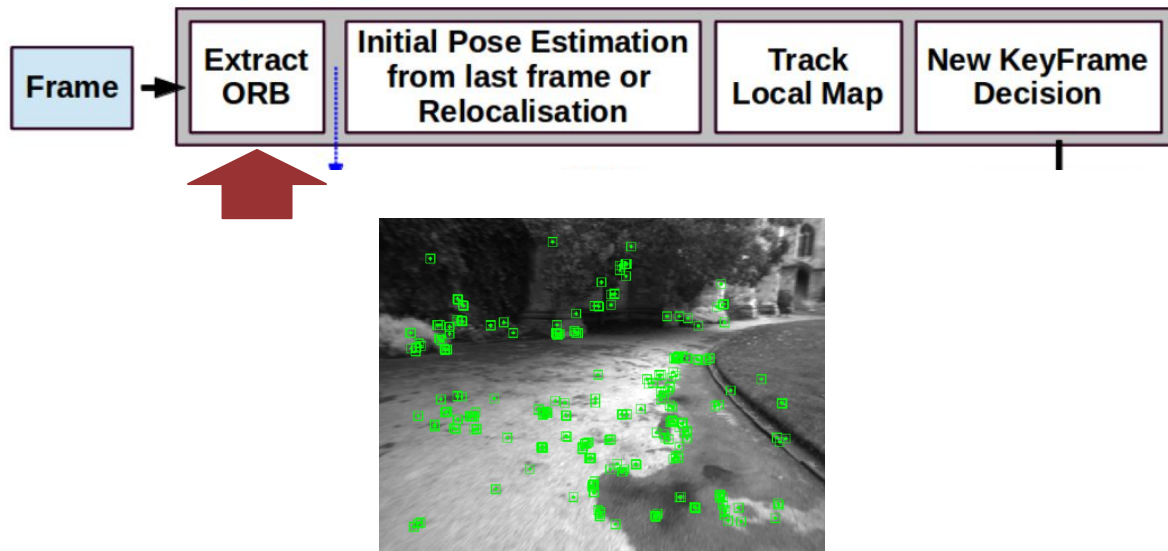 Frame
Extract
ORB
Initial Pose Estimation
from last frame or
Relocalisation
Track
Local Map
New KeyFrame
Decision